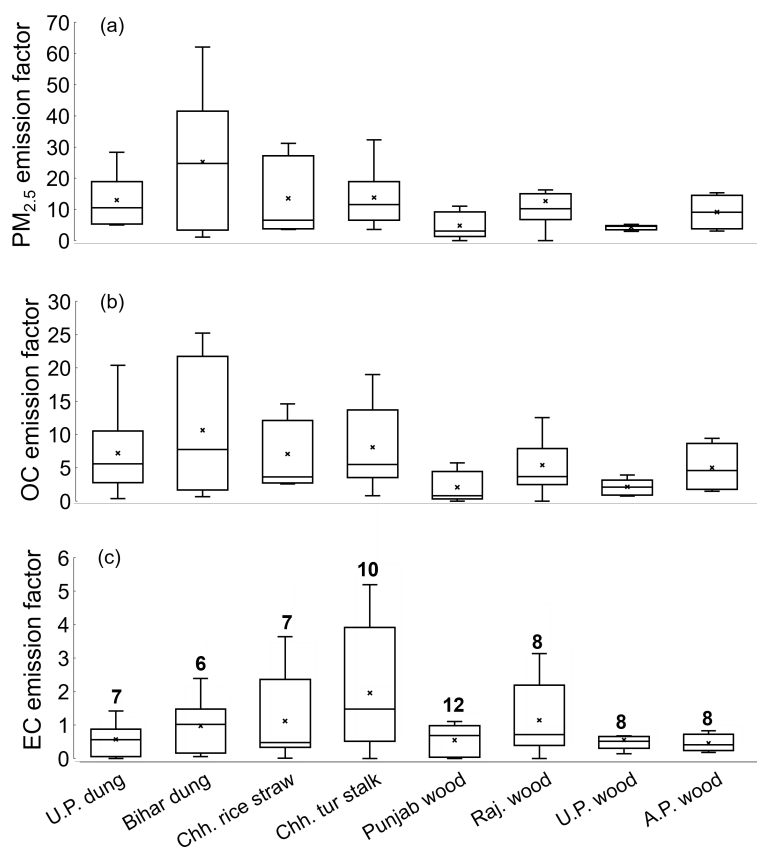 (a)
PM2.5 emission factor
70
60
50
40
30
20
10
0
(b)
OC emission factor
30
25
20
15
10
5
0
(c)
EC emission factor
6
5
4
3
2
1
0
7
6
7
10
12
8
8
8
U.P. dung
Bihar dung
Chh. rice straw
Chh. tur stalk
Punjab wood
Raj. wood
U.P. wood
A.P. wood